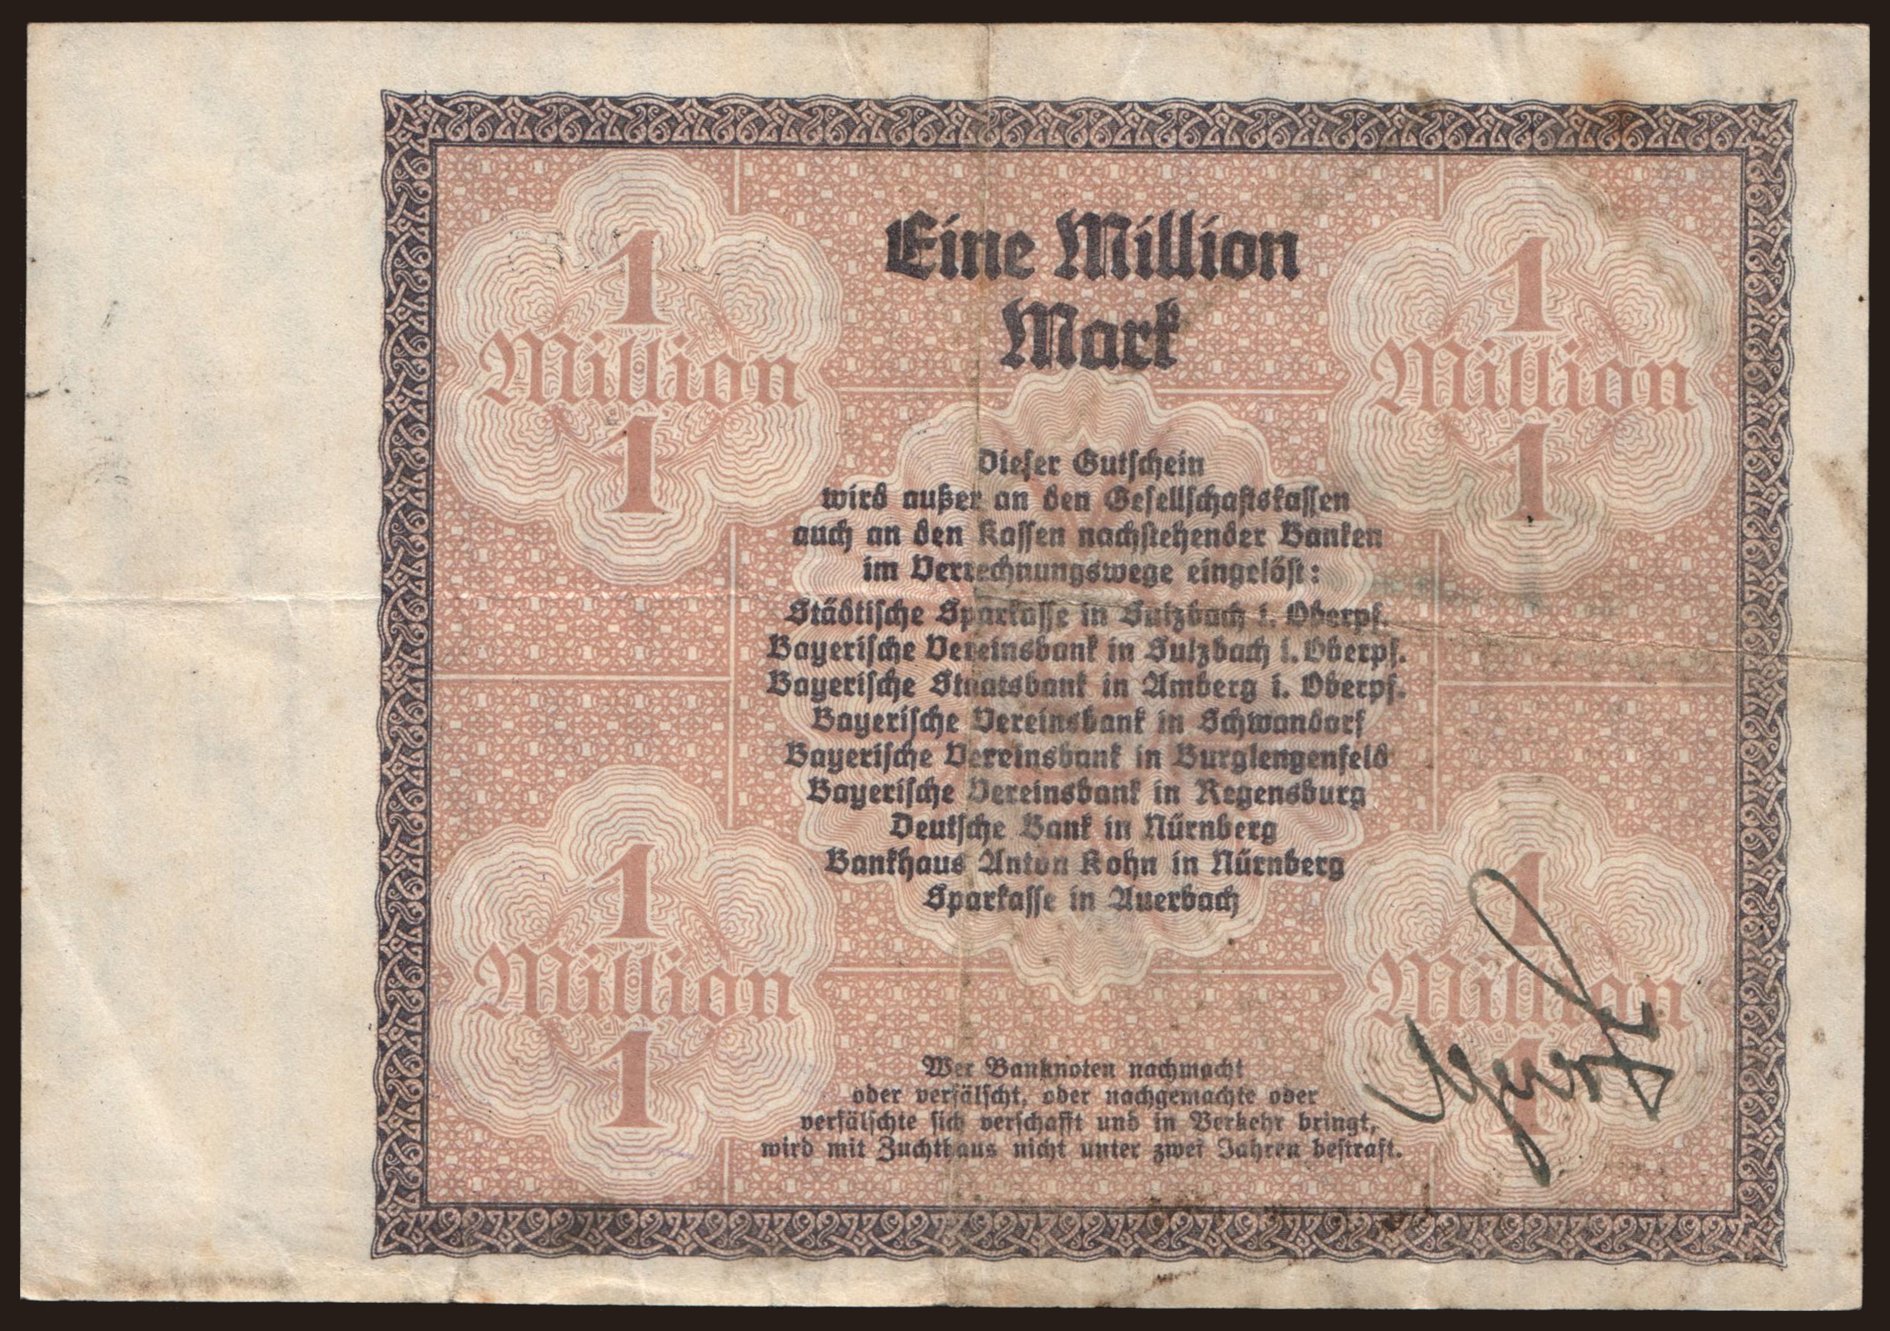 Eine Million
Mark
1
Million
1
1
Million
1
Dieser Gutschein
wird außer an den Gesellschaftskassen
auch an den Kassen nachstehender Banken
im Verrechnungswege eingelöst:
Städtische Sparkasse in Sulzbach i. Oberpf.
Bayerische Vereinsbank in Sulzbach i. Oberpf.
Bayerische Staatsbank in Amberg i. Oberpf.
Bayerische Vereinsbank in Schwandorf
Bayerische Vereinsbank in Burglengenfeld
Bayerische Vereinsbank in Regensburg
Deutsche Bank in Nürnberg
Bankhaus Anton Kohn in Nürnberg
Sparkasse in Auerbach
1
Million
1
1
Million
1
Wer Banknoten nachmacht
oder verfälscht, oder nachgemachte oder
verfälschte sich verschafft und in Verkehr bringt,
wird mit Zuchthaus nicht unter zwei Jahren bestraft.